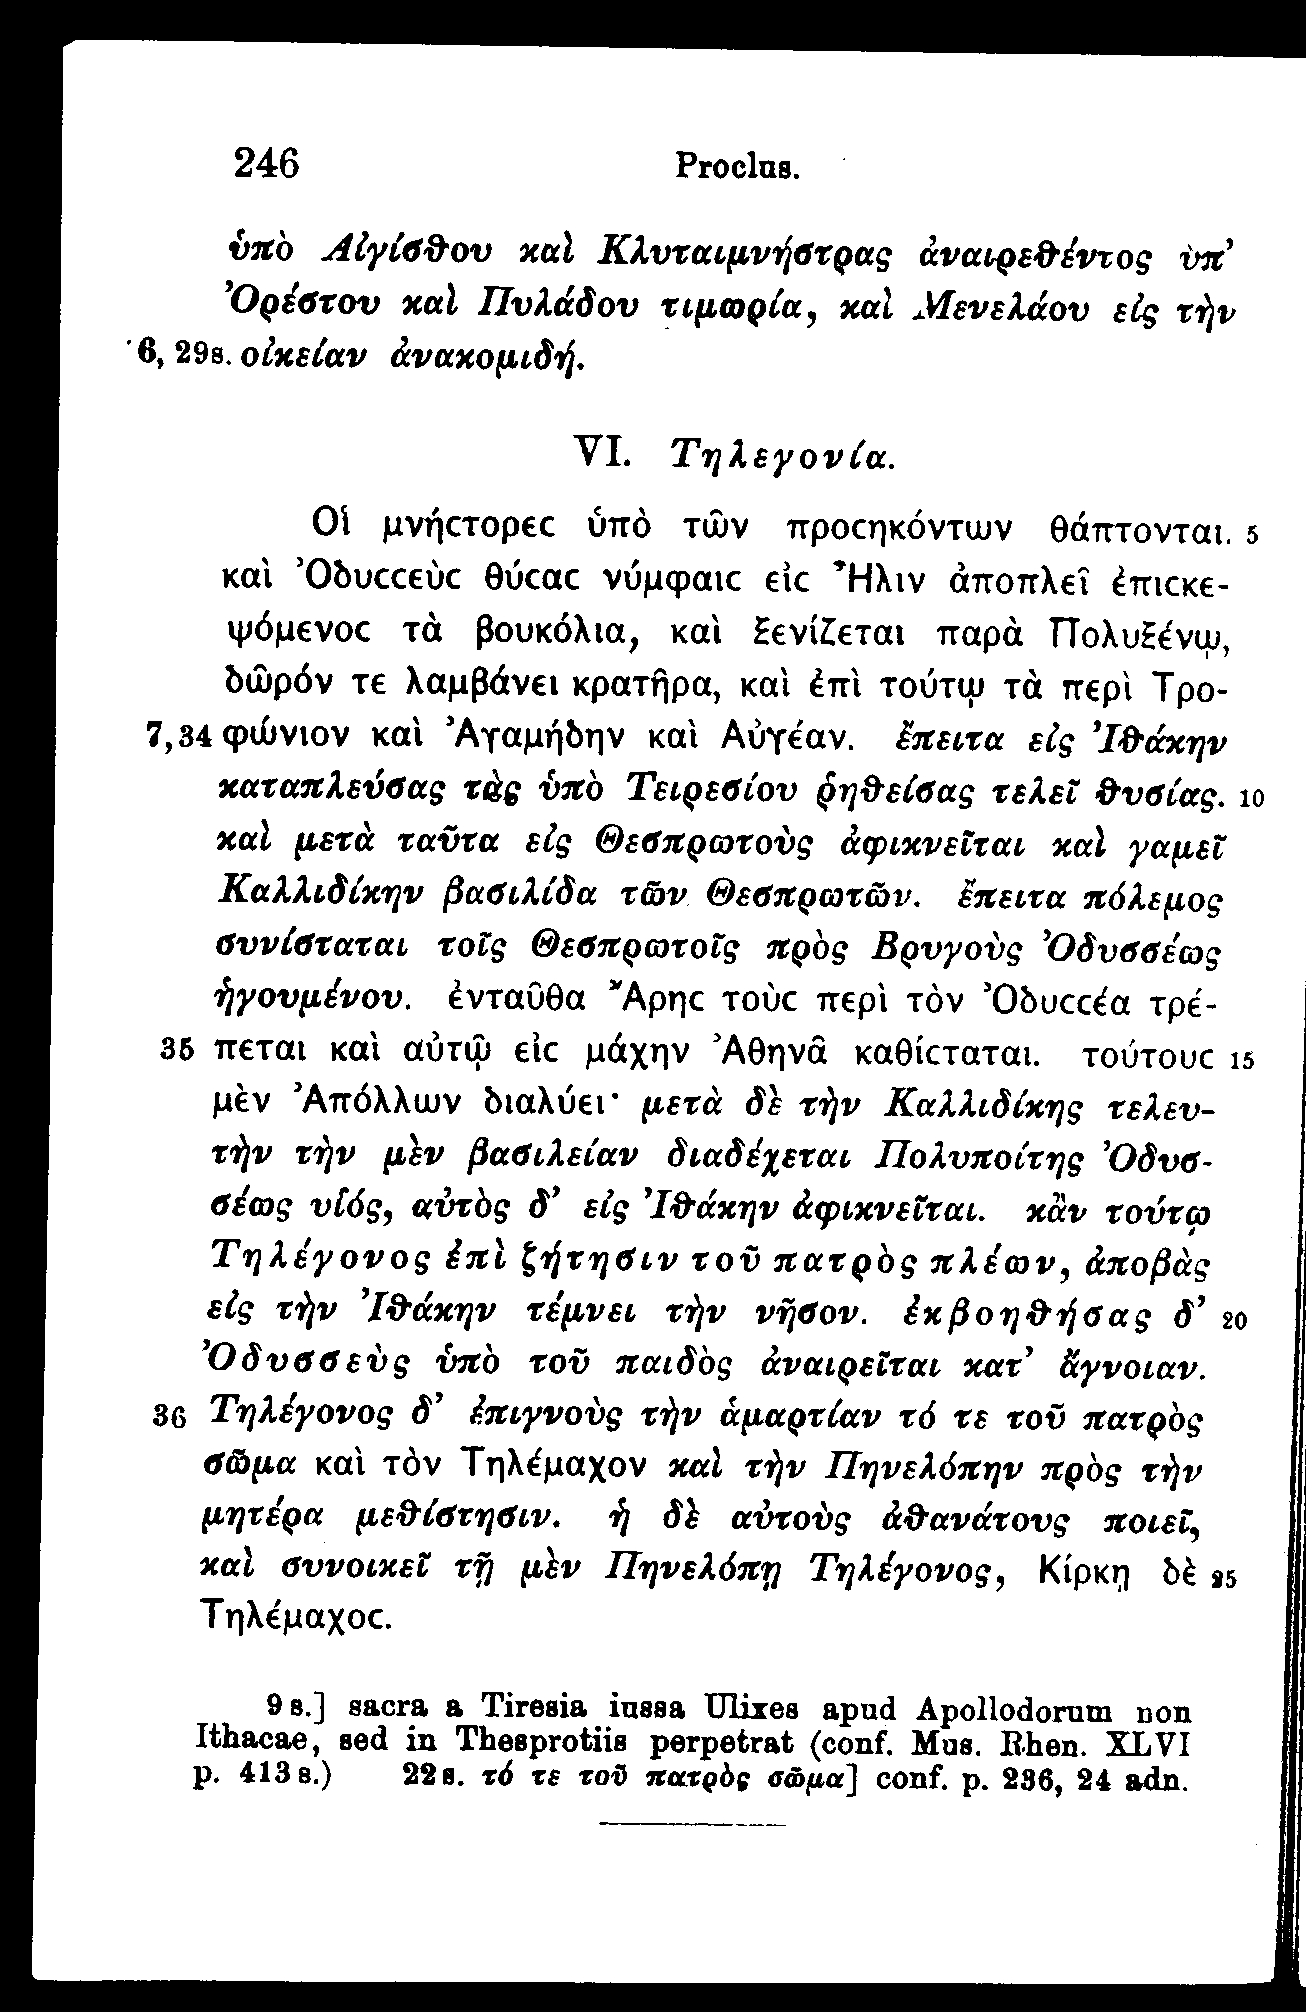 246 Proclus.
ὑπὸ Αἰγίσθου καὶ Κλυταιμνήστρας ἀναιρεθέντος ὑπ’
Ὀρέστου καὶ Πυλάδου τιμωρία, καὶ Μενελάου εἰς τὴν
6, 29s. οἰκείαν ἀνακομιδή.
VI. Τηλεγονία.
Οἱ μνήϲτορεϲ ὑπὸ τῶν προϲηκόντων θάπτονται. 5
καὶ Ὀδυϲϲεὺϲ θύϲαϲ νύμφαιϲ εἰϲ Ἦλιν ἀποπλεῖ ἐπιϲκε-
ψόμενοϲ τὰ βουκόλια, καὶ ξενίζεται παρὰ Πολυξένῳ,
δῶρόν τε λαμβάνει κρατῆρα, καὶ ἐπὶ τούτῳ τὰ περὶ Τρο-
7,34 φώνιον καὶ Ἀγαμήδην καὶ Αὐγέαν. ἔπειτα εἰς Ἰθάκην
καταπλεύσας τὰς ὑπὸ Τειρεσίου ῥηθείσας τελεῖ θυσίας. 10
καὶ μετὰ ταῦτα εἰς Θεσπρωτοὺς ἀφικνεῖται καὶ γαμεῖ
Καλλιδίκην βασιλίδα τῶν Θεσπρωτῶν. ἔπειτα πόλεμος
συνίσταται τοῖς Θεσπρωτοῖς πρὸς Βρυγοὺς Ὀδυσσέως
ἡγουμένου. ἐνταῦθα Ἄρηϲ τοὺϲ περὶ τὸν Ὀδυϲϲέα τρέ-
35 πεται καὶ αὐτῷ εἰϲ μάχην Ἀθηνᾶ καθίϲταται. τούτουϲ 15
μὲν Ἀπόλλων διαλύει· μετὰ δὲ τὴν Καλλιδίκης τελευ-
τὴν τὴν μὲν βασιλείαν διαδέχεται Πολυποίτης Ὀδυσ-
σέως υἱός, αὐτὸς δ’ εἰς Ἰθάκην ἀφικνεῖται. κἂν τούτῳ
Τηλέγονος ἐπὶ ζήτησιν τοῦ πατρὸς πλέων, ἀποβὰς
εἰς τὴν Ἰθάκην τέμνει τὴν νῆσον. ἐκβοηθήσας δ’ 20
Ὀδυσσεὺς ὑπὸ τοῦ παιδὸς ἀναιρεῖται κατ’ ἄγνοιαν.
36 Τηλέγονος δ’ ἐπιγνοὺς τὴν ἁμαρτίαν τό τε τοῦ πατρὸς
σῶμα καὶ τὸν Τηλέμαχον καὶ τὴν Πηνελόπην πρὸς τὴν
μητέρα μεθίστησιν. ἡ δὲ αὐτοὺς ἀθανάτους ποιεῖ,
καὶ συνοικεῖ τῇ μὲν Πηνελόπῃ Τηλέγονος, Κίρκῃ δὲ 25
Τηλέμαχοϲ.
9 s.] sacra a Tiresia iussa Ulixes apud Apollodorum non
Ithacae, sed in Thesprotiis perpetrat (conf. Mus. Rhen. XLVI
p. 413 s.) 22 s. τό τε τοῦ πατρὸς σῶμα] conf. p. 236, 24 adn.